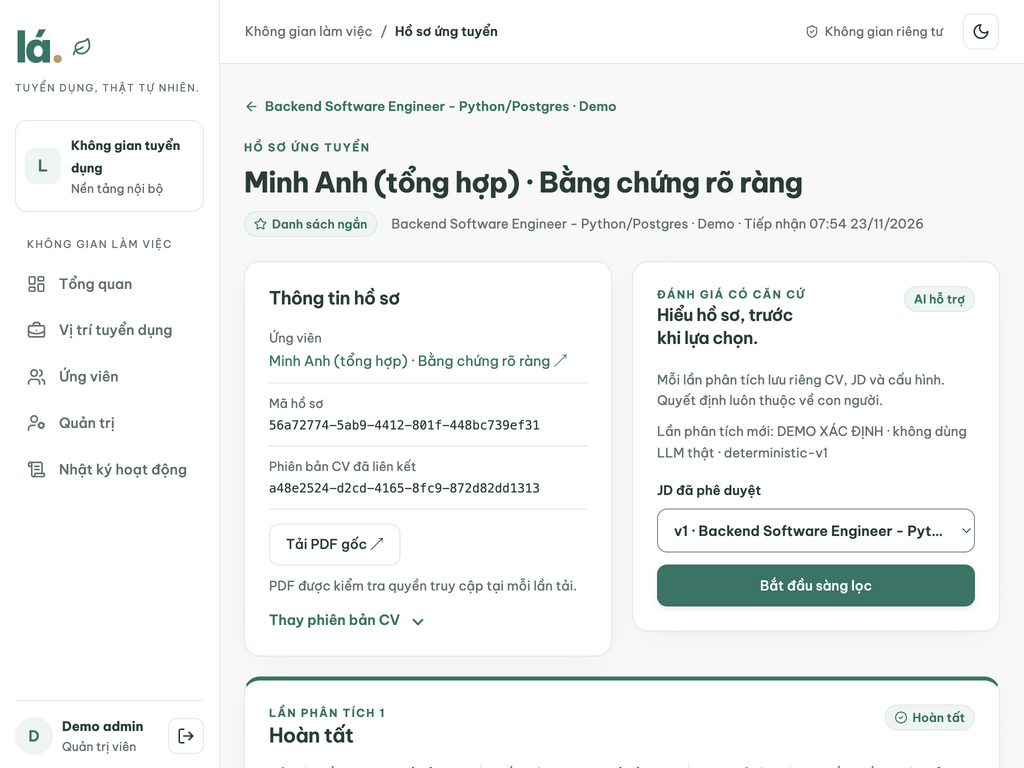 lá.
TUYỂN DỤNG, THẬT TỰ NHIÊN.
L
Không gian tuyển
dụng
Nền tảng nội bộ
KHÔNG GIAN LÀM VIỆC
Tổng quan
Vị trí tuyển dụng
Ứng viên
Quản trị
Nhật ký hoạt động
D
Demo admin
Quản trị viên
Không gian làm việc / Hồ sơ ứng tuyển
Không gian riêng tư
← Backend Software Engineer - Python/Postgres · Demo
HỒ SƠ ỨNG TUYỂN
Minh Anh (tổng hợp) · Bằng chứng rõ ràng
Danh sách ngắn
Backend Software Engineer - Python/Postgres · Demo · Tiếp nhận 07:54 23/11/2026
Thông tin hồ sơ
Ứng viên
Minh Anh (tổng hợp) · Bằng chứng rõ ràng ↗
Mã hồ sơ
56a72774-5ab9-4412-801f-448bc739ef31
Phiên bản CV đã liên kết
a48e2524-d2cd-4165-8fc9-872d82dd1313
Tải PDF gốc ↗
PDF được kiểm tra quyền truy cập tại mỗi lần tải.
Thay phiên bản CV
ĐÁNH GIÁ CÓ CĂN CỨ
AI hỗ trợ
Hiểu hồ sơ, trước
khi lựa chọn.
Mỗi lần phân tích lưu riêng CV, JD và cấu hình.
Quyết định luôn thuộc về con người.
Lần phân tích mới: DEMO XÁC ĐỊNH · không dùng
LLM thật · deterministic-v1
JD đã phê duyệt
v1 · Backend Software Engineer - Pyt...
Bắt đầu sàng lọc
LẦN PHÂN TÍCH 1
Hoàn tất
Hoàn tất